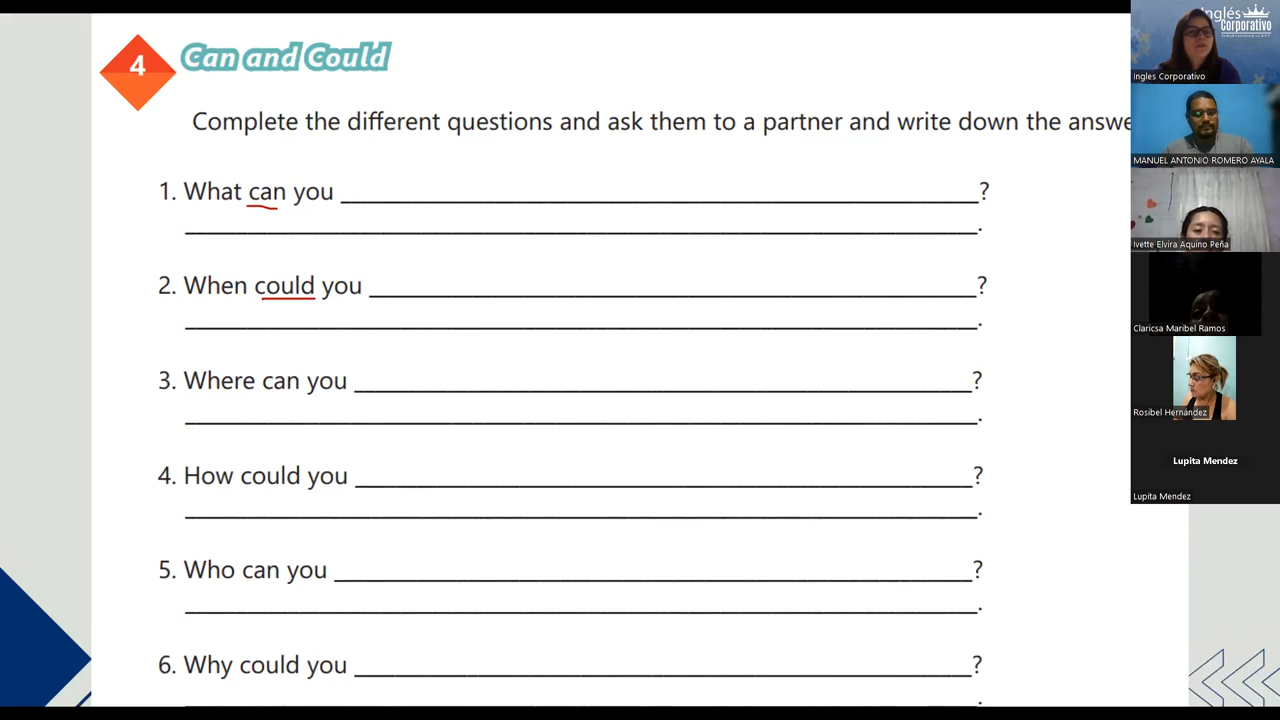 4
Can and Could
Complete the different questions and ask them to a partner and write down the answe
1. What can you ?
.
2. When could you ?
.
3. Where can you ?
.
4. How could you ?
.
5. Who can you ?
.
6. Why could you ?
.
Inglés
Corporativo
Ingles Corporativo
MANUEL ANTONIO ROMERO AYALA
Ivette Elvira Aquino Peña
Claricsa Maribel Ramos
Rosibel Hernández
Lupita Mendez
Lupita Mendez